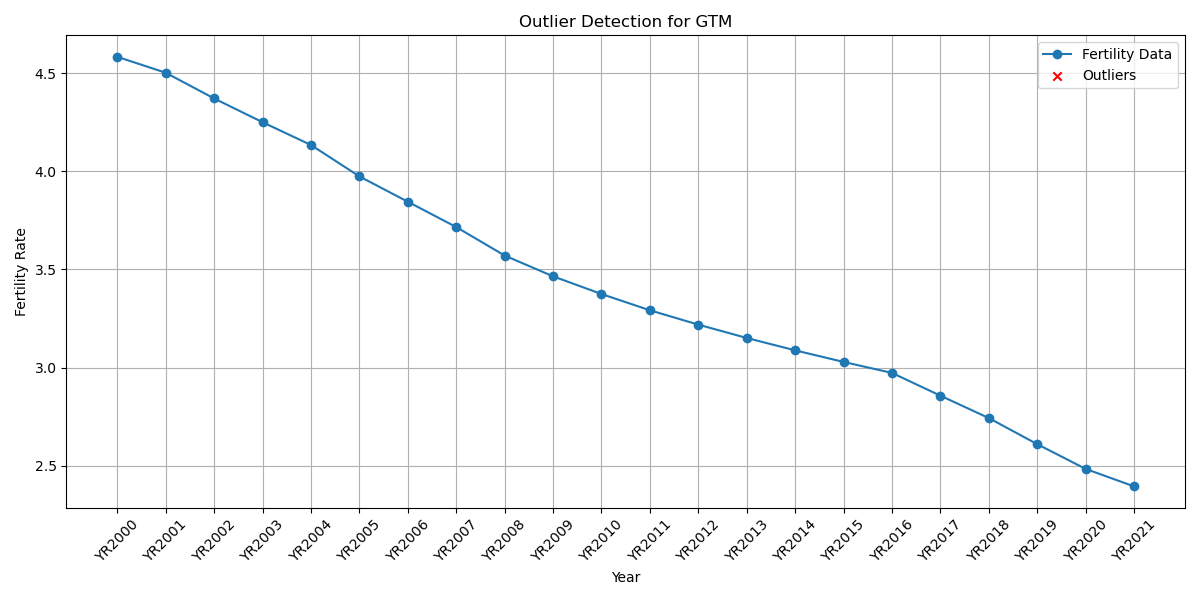 Outlier Detection for GTM
Fertility Data
Outliers
Fertility Rate
4.5
4.0
3.5
3.0
2.5
YR2000
YR2001
YR2002
YR2003
YR2004
YR2005
YR2006
YR2007
YR2008
YR2009
YR2010
YR2011
YR2012
YR2013
YR2014
YR2015
YR2016
YR2017
YR2018
YR2019
YR2020
YR2021
Year